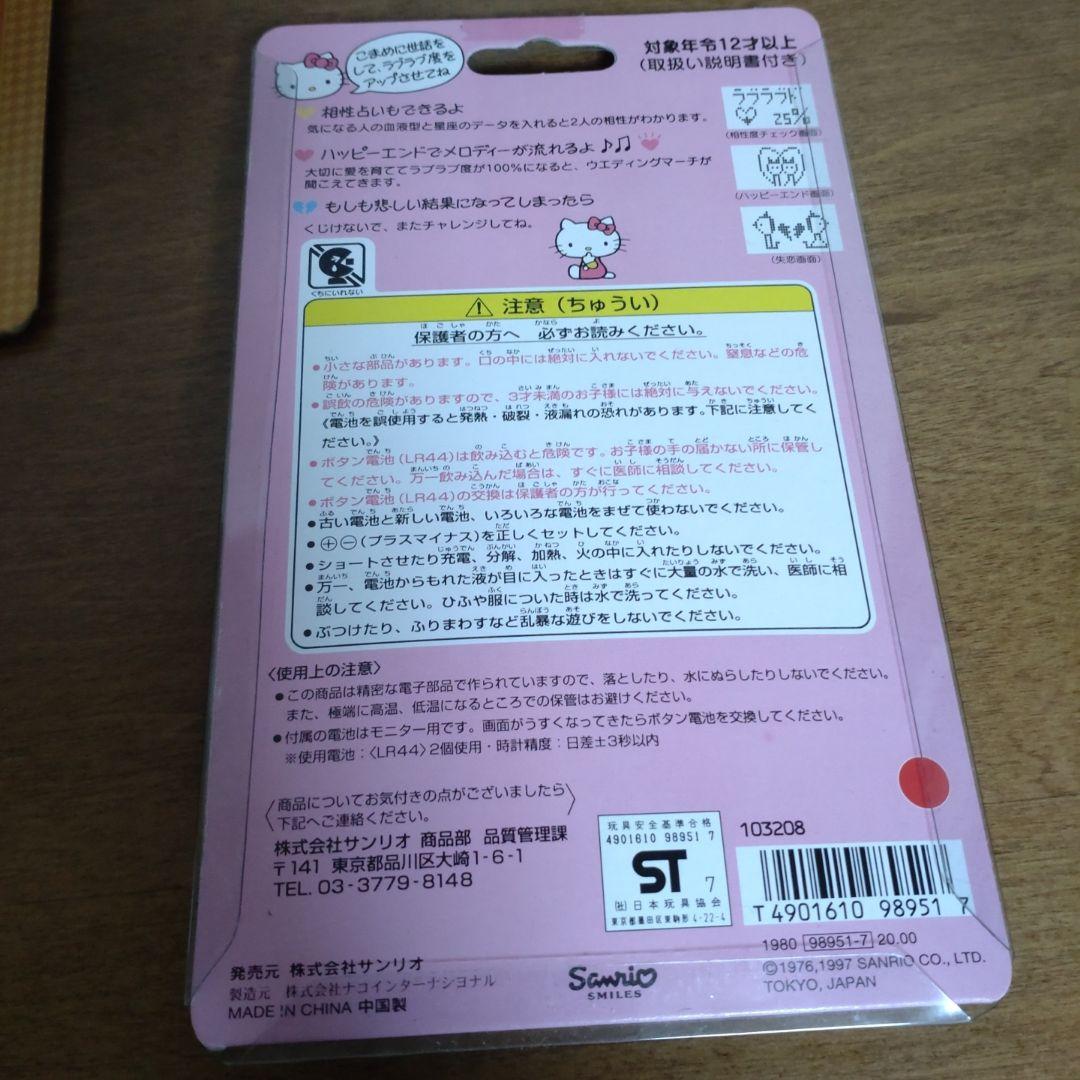 こまめに世話を
して、ラブラブ度を
アップさせてね
対象年令12才以上
(取扱い説明書付き)
相性占いもできるよ
気になる人の血液型と星座のデータを入れると2人の相性がわかります。
ラブラブド
25%
(相性度チェック画面)
ハッピーエンドでメロディーが流れるよ♪♫
大切に愛を育ててラブラブ度が100%になると、ウエディングマーチが
聞こえてきます。
(ハッピーエンド画面)
もしも悲しい結果になってしまったら
くじけないで、またチャレンジしてね。
(失恋画面)
くちにいれない
⚠ 注意(ちゅうい)
保護者の方へ 必ずお読みください。
●小さな部品があります。口の中には絶対に入れないでください。窒息などの危
険があります。
●誤飲の危険がありますので、3才未満のお子様には絶対に与えないでください。
《電池を誤使用すると発熱・破裂・液漏れの恐れがあります。下記に注意してく
ださい。》
●ボタン電池(LR44)は飲み込むと危険です。お子様の手の届かない所に保管し
てください。万一飲み込んだ場合は、すぐに医師に相談してください。
●ボタン電池(LR44)の交換は保護者の方が行ってください。
●古い電池と新しい電池、いろいろな電池をまぜて使わないでください。
●⊕⊖(プラスマイナス)を正しくセットしてください。
●ショートさせたり充電、分解、加熱、火の中に入れたりしないでください。
●万一、電池からもれた液が目に入ったときはすぐに大量の水で洗い、医師に相
談してください。ひふや服についた時は水で洗ってください。
●ぶつけたり、ふりまわすなど乱暴な遊びをしないでください。
〈使用上の注意〉
●この商品は精密な電子部品で作られていますので、落としたり、水にぬらしたりしないでください。
また、極端に高温、低温になるところでの保管はお避けください。
●付属の電池はモニター用です。画面がうすくなってきたらボタン電池を交換してください。
※使用電池:〈LR44〉2個使用・時計精度:日差±3秒以内
商品についてお気付きの点がございましたら
下記へご連絡ください。
株式会社サンリオ 商品部 品質管理課
〒141 東京都品川区大崎1-6-1
TEL. 03-3779-8148
玩具安全基準合格
4901610 98951 7
ST 7
(社)日本玩具協会
東京都墨田区東駒形4-22-4
103208
T 4901610 98951 7
1980 98951-7 20.00
©1976,1997 SANRIO CO., LTD.
TOKYO, JAPAN
発売元 株式会社サンリオ
製造元 株式会社ナコインターナショナル
MADE IN CHINA 中国製
Sanrio
SMILES